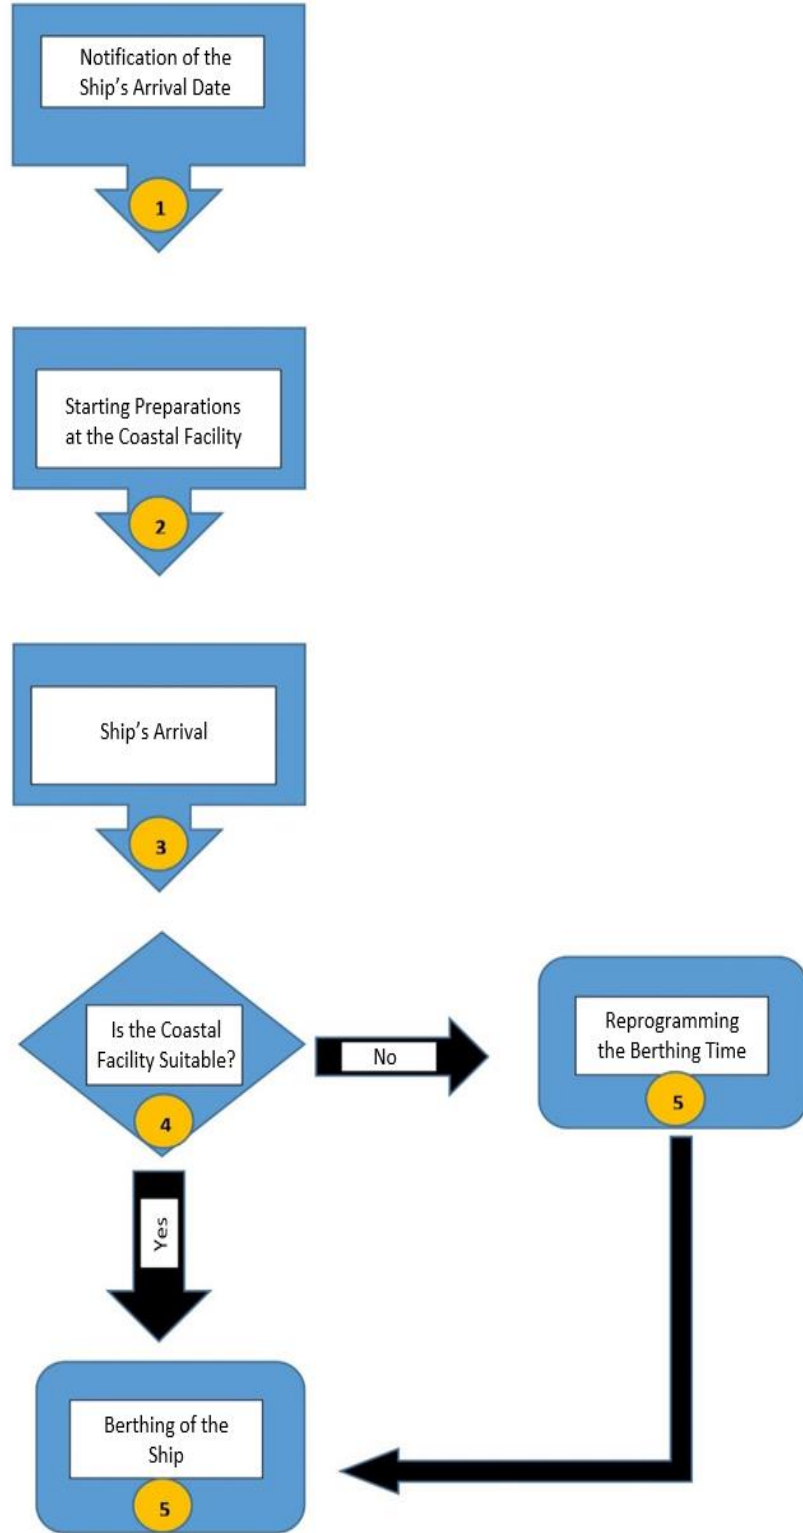 Notification of the
Ship's Arrival Date
1
Starting Preparations
at the Coastal Facility
2
Ship's Arrival
3
Is the Coastal
Facility Suitable?
4
No
Reprogramming
the Berthing Time
5
Yes
Berthing of the
Ship
5